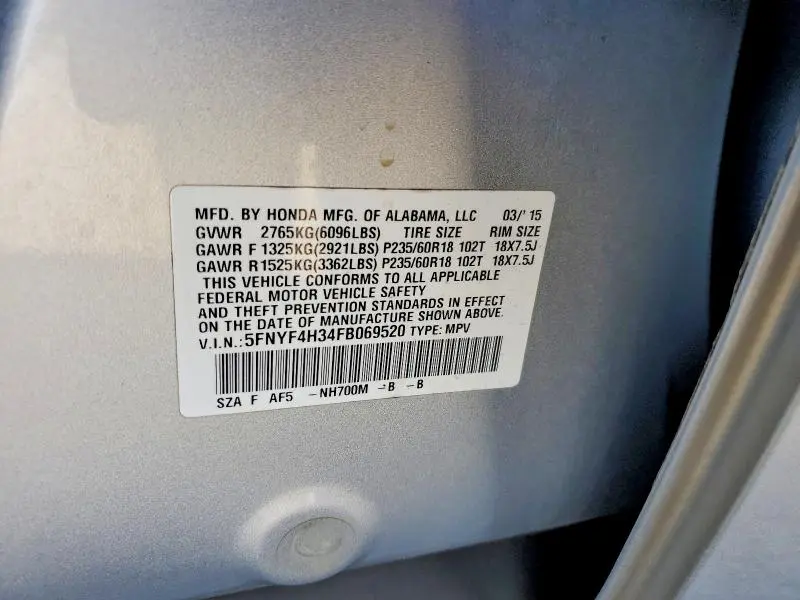 MFD. BY HONDA MFG. OF ALABAMA, LLC 03/'15
GVWR 2765KG(6096LBS) TIRE SIZE RIM SIZE
GAWR F 1325KG(2921LBS) P235/60R18 102T 18X7.5J
GAWR R1525KG(3362LBS) P235/60R18 102T 18X7.5J
THIS VEHICLE CONFORMS TO ALL APPLICABLE
FEDERAL MOTOR VEHICLE SAFETY
AND THEFT PREVENTION STANDARDS IN EFFECT
ON THE DATE OF MANUFACTURE SHOWN ABOVE.
V.I.N.:5FNYF4H34FB069520 TYPE: MPV
SZA F AF5 -NH700M -B -B